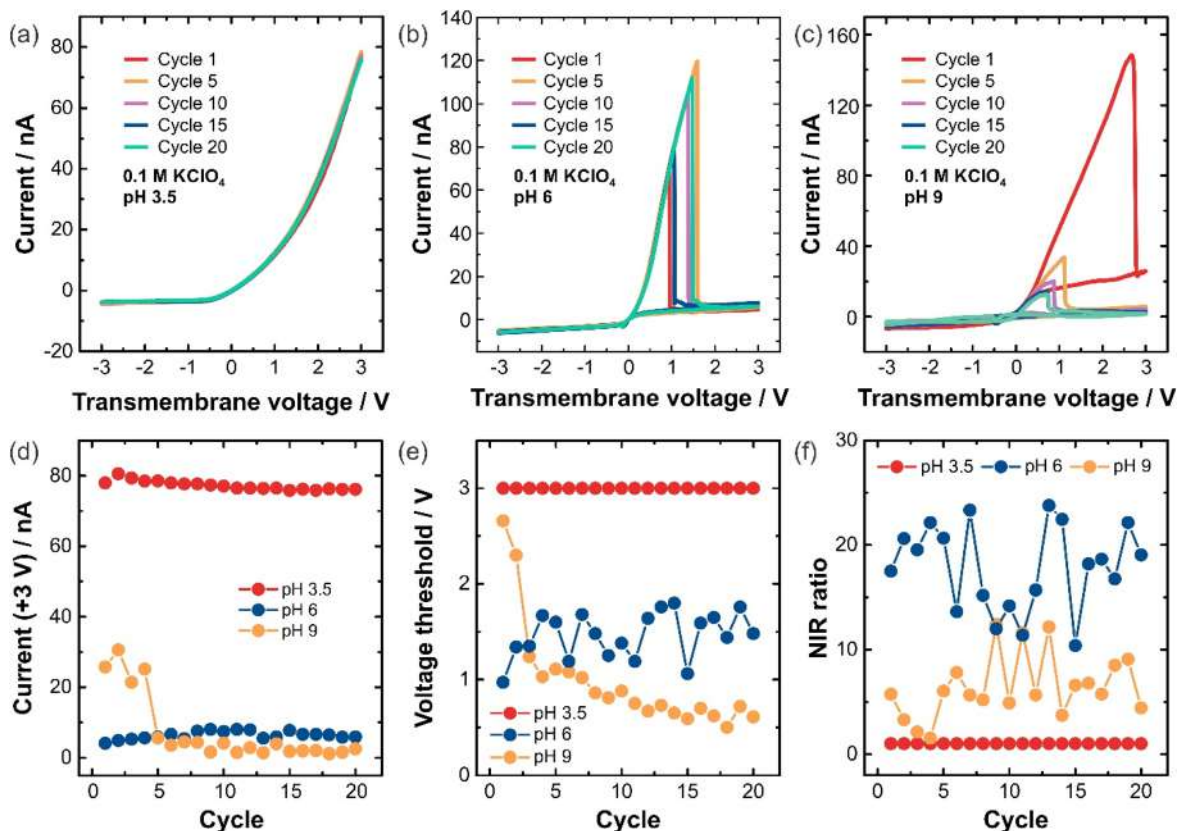 (a)
80
60
40
20
0
-20
Current / nA
Cycle 1
Cycle 5
Cycle 10
Cycle 15
Cycle 20
0.1 M KClO₄
pH 3.5
-3 -2 -1 0 1 2 3
Transmembrane voltage / V
(b)
140
120
100
80
60
40
20
0
Current / nA
Cycle 1
Cycle 5
Cycle 10
Cycle 15
Cycle 20
0.1 M KClO₄
pH 6
-3 -2 -1 0 1 2 3
Transmembrane voltage / V
(c)
160
120
80
40
0
Current / nA
Cycle 1
Cycle 5
Cycle 10
Cycle 15
Cycle 20
0.1 M KClO₄
pH 9
-3 -2 -1 0 1 2 3
Transmembrane voltage / V
(d)
80
60
40
20
0
Current (+3 V) / nA
pH 3.5
pH 6
pH 9
0 5 10 15 20
Cycle
(e)
3
2
1
0
Voltage threshold / V
pH 3.5
pH 6
pH 9
0 5 10 15 20
Cycle
(f)
30
20
10
0
NIR ratio
pH 3.5 pH 6 pH 9
0 5 10 15 20
Cycle